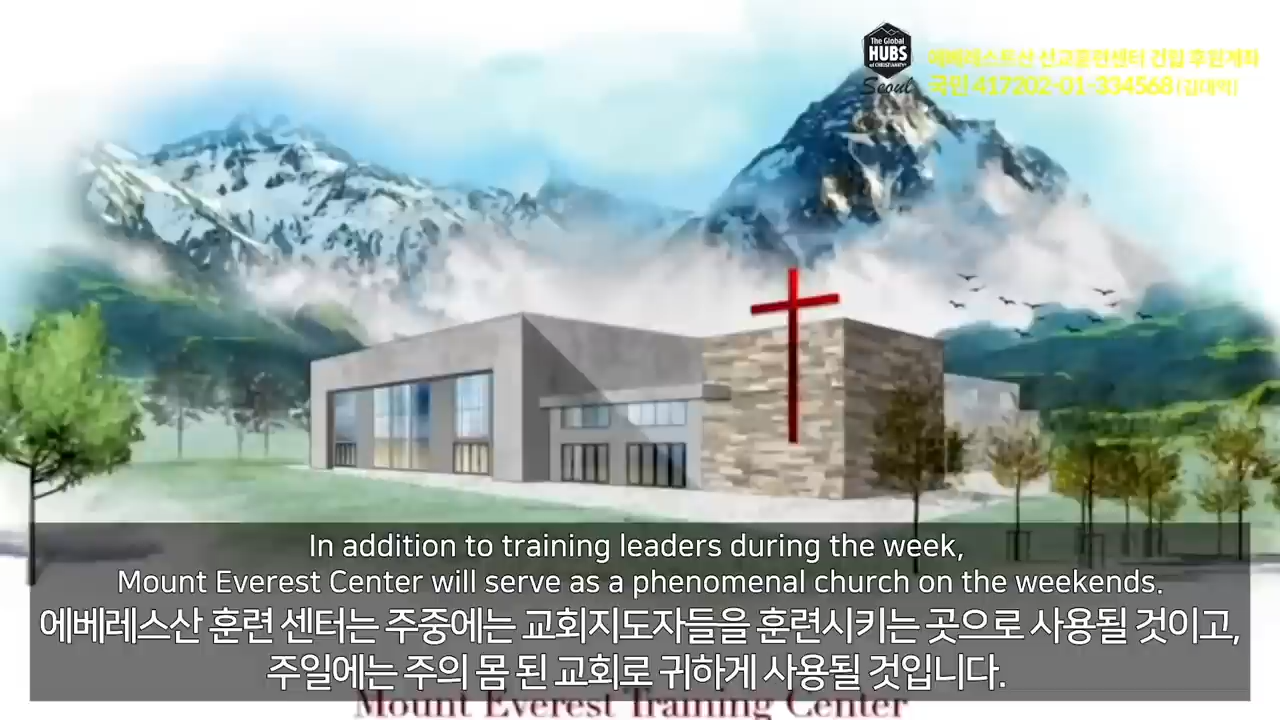 The Global
HUBS
of CHRISTIANITY
Seoul
에베레스트산 선교훈련센터 건립 후원계좌
국민 417202-01-334568 (김대덕)
In addition to training leaders during the week,
Mount Everest Center will serve as a phenomenal church on the weekends.
에베레스산 훈련 센터는 주중에는 교회지도자들을 훈련시키는 곳으로 사용될 것이고,
주일에는 주의 몸 된 교회로 귀하게 사용될 것입니다.
Mount Everest Training Center